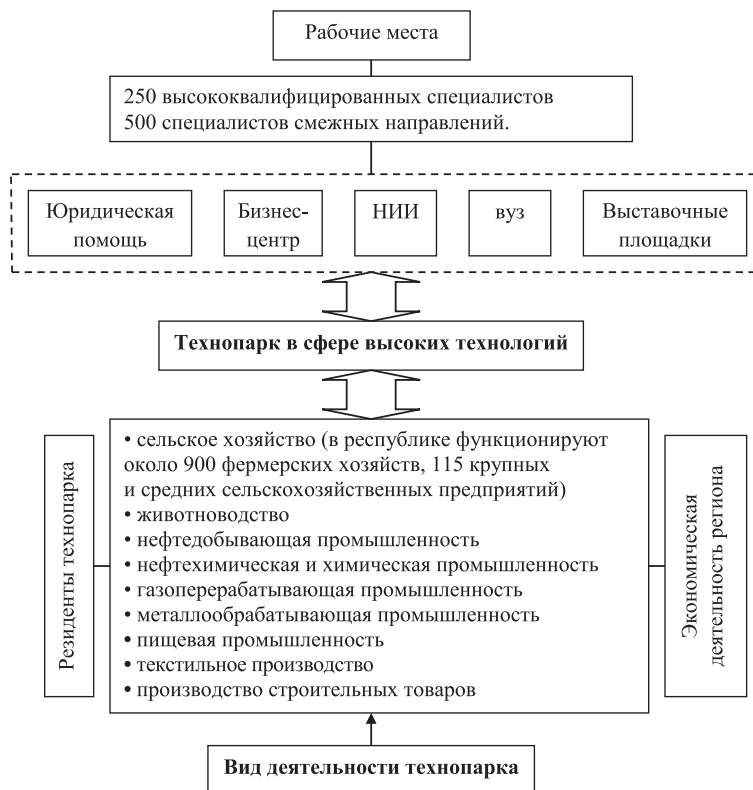 Рабочие места
250 высококвалифицированных специалистов
500 специалистов смежных направлений.
Юридическая
помощь
Бизнес-
центр
НИИ
вуз
Выставочные
площадки
Технопарк в сфере высоких технологий
Резиденты технопарка
• сельское хозяйство (в республике функционируют
около 900 фермерских хозяйств, 115 крупных
и средних сельскохозяйственных предприятий)
• животноводство
• нефтедобывающая промышленность
• нефтехимическая и химическая промышленность
• газоперерабатывающая промышленность
• металлообрабатывающая промышленность
• пищевая промышленность
• текстильное производство
• производство строительных товаров
Экономическая
деятельность региона
Вид деятельности технопарка